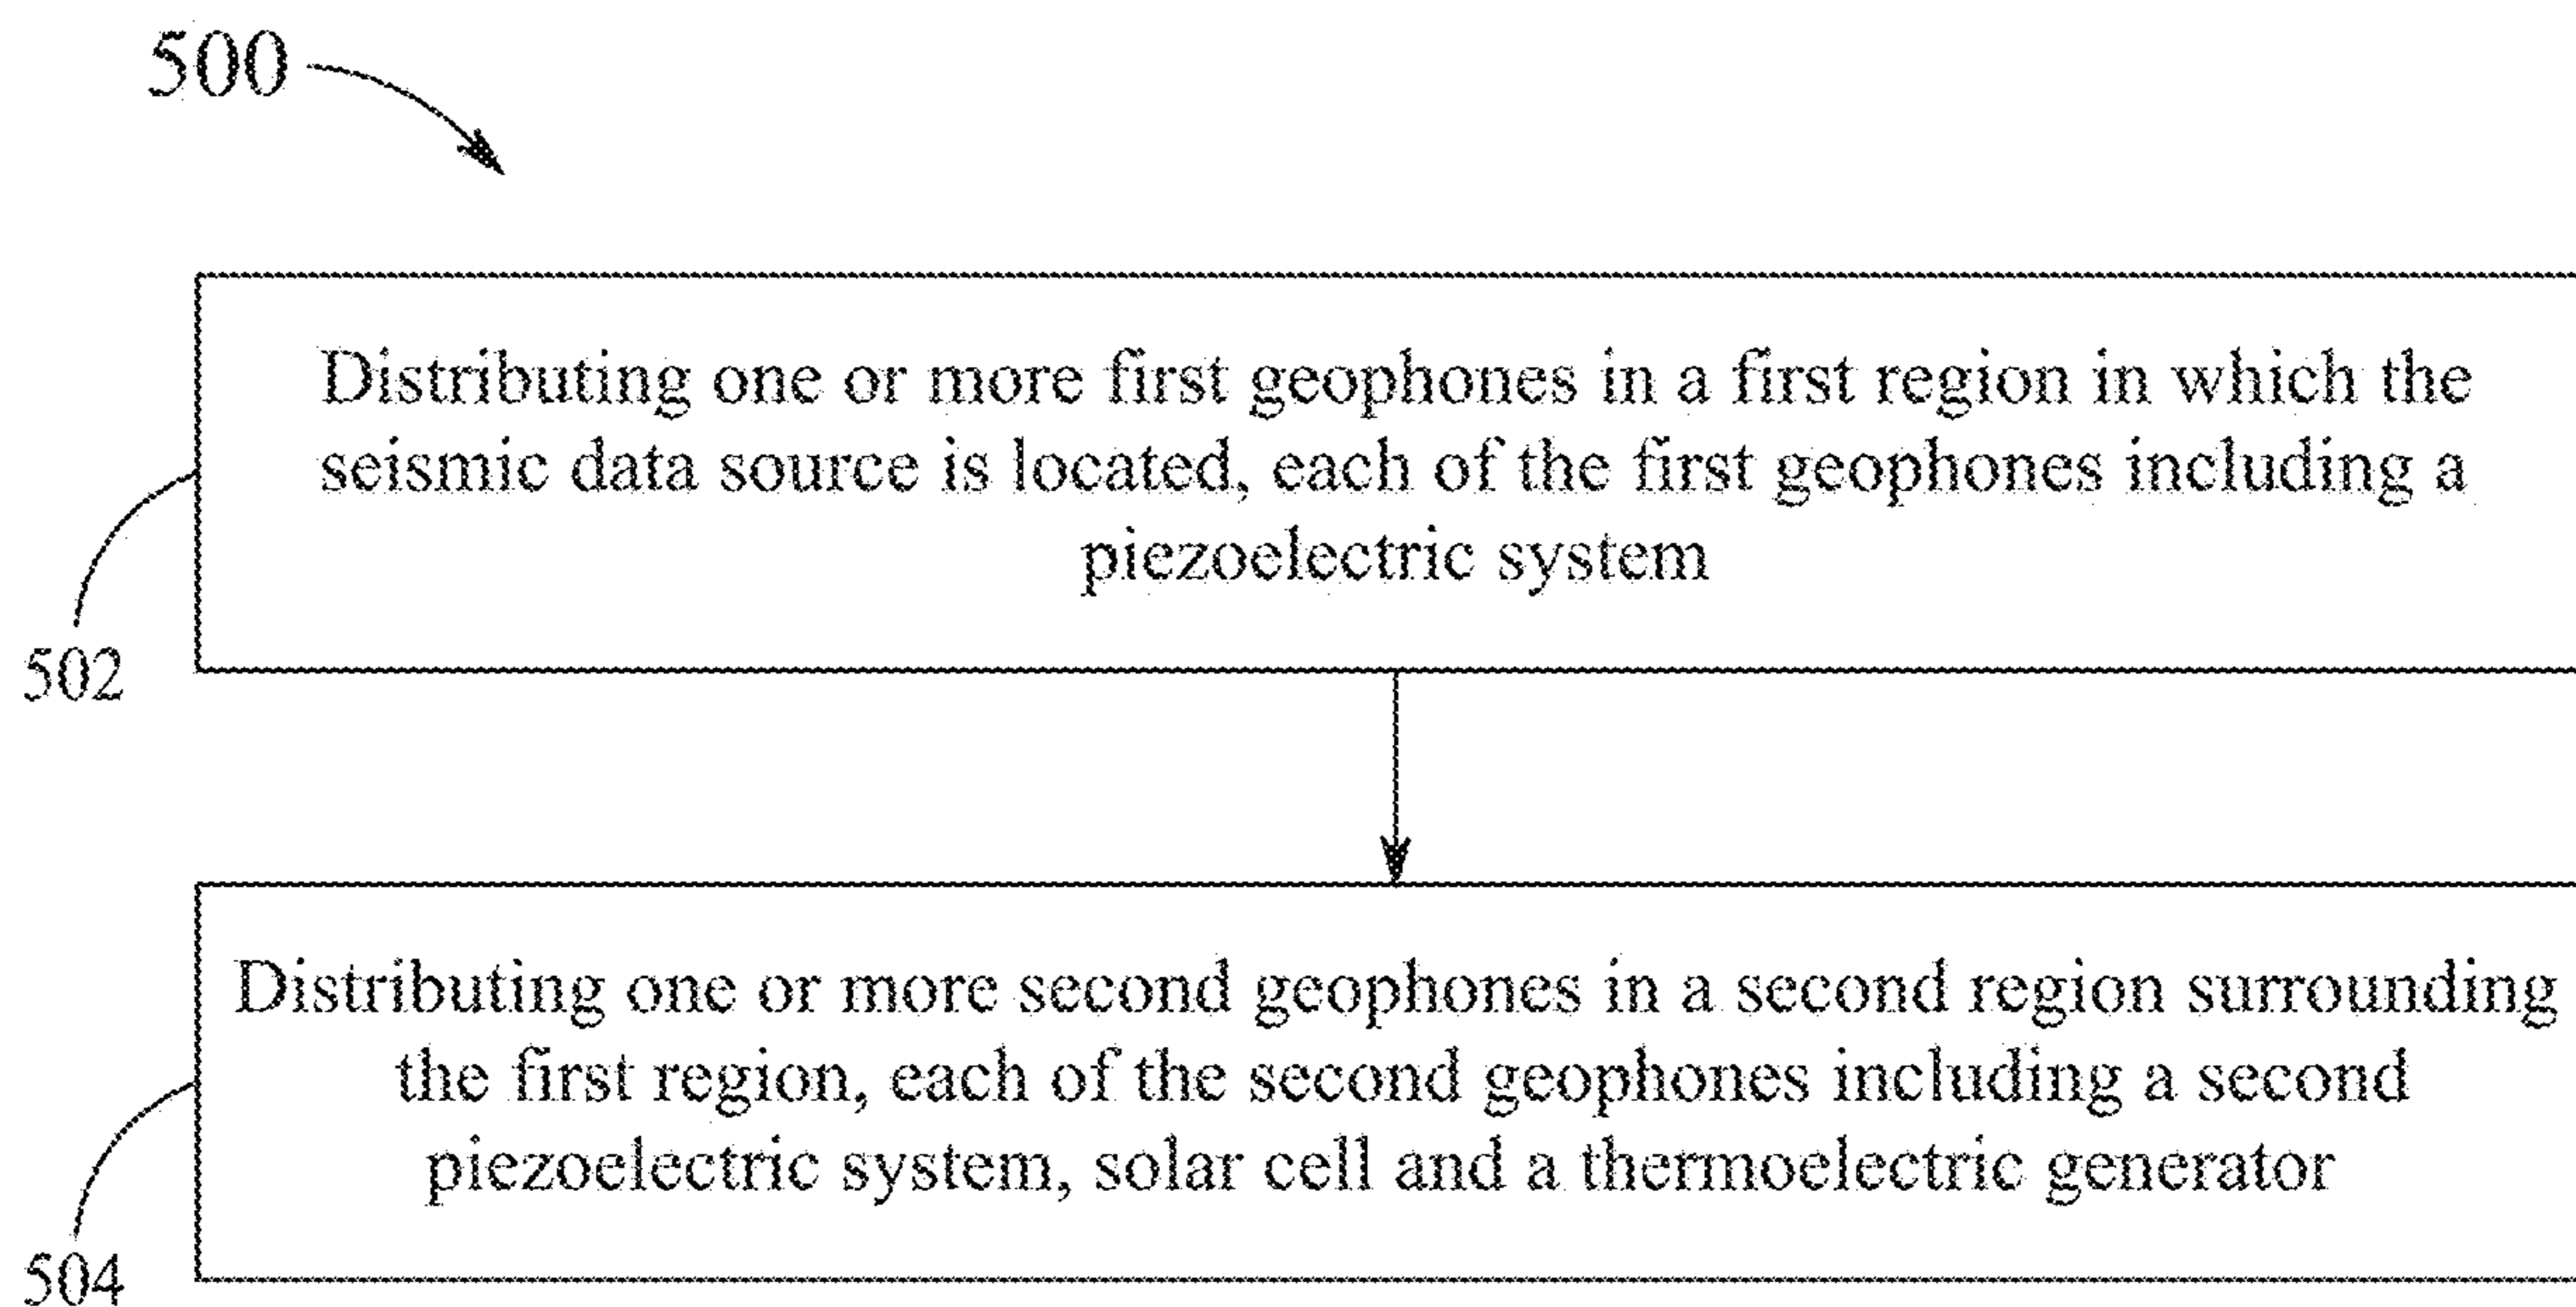 500
Distributing one or more first geophones in a first region in which the
seismic data source is located, each of the first geophones including a
piezoelectric system
502
Distributing one or more second geophones in a second region surrounding
the first region, each of the second geophones including a second
piezoelectric system, solar cell and a thermoelectric generator
504